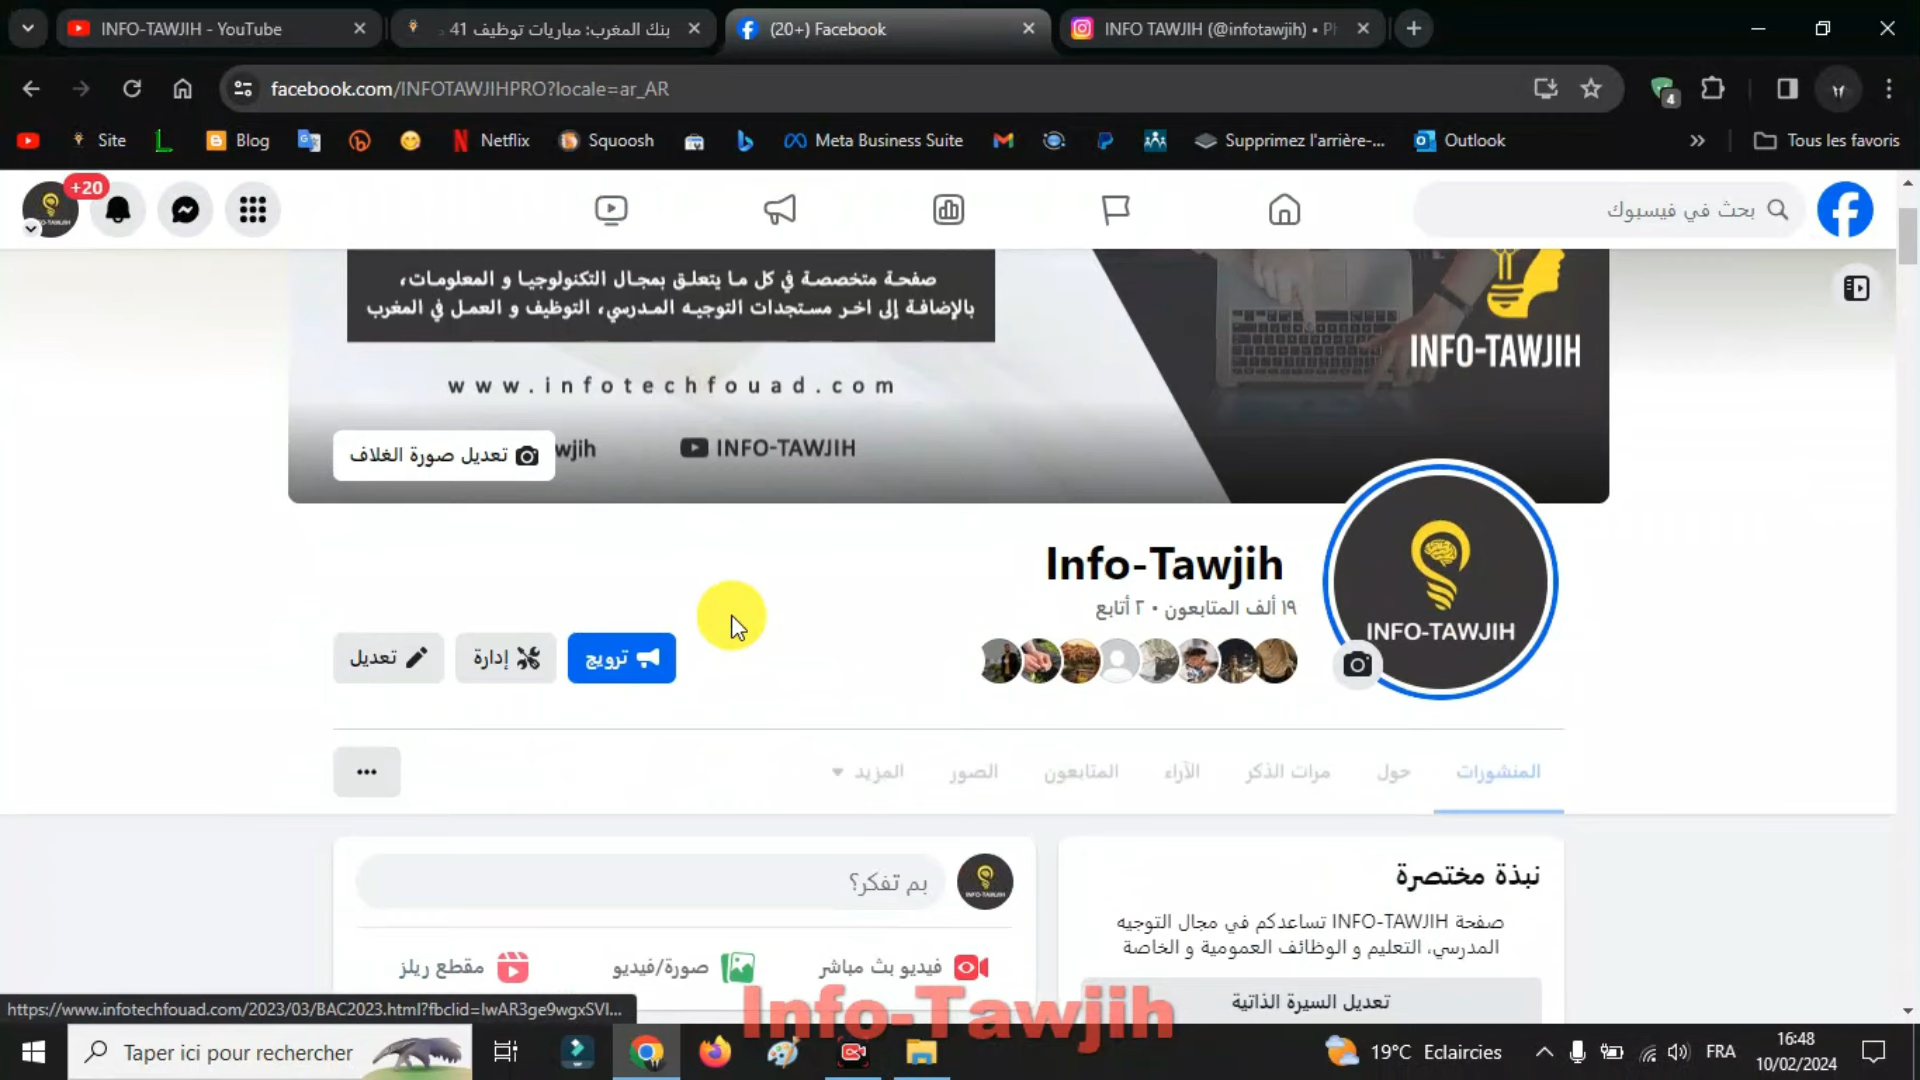 INFO-TAWJIH - YouTube
بنك المغرب: مباريات توظيف 41
(20+) Facebook
INFO TAWJIH (@infotawjih) • P
facebook.com/INFOTAWJIHPRO?locale=ar_AR
4
Site
Blog
Netflix
Squoosh
Meta Business Suite
Supprimez l'arrière-...
Outlook
»
Tous les favoris
+20
بحث في فيسبوك
صفحة متخصصة في كل ما يتعلق بمجال التكنولوجيا و المعلومات،
بالإضافة إلى اخر مستجدات التوجيه المدرسي، التوظيف و العمل في المغرب
www.infotechfouad.com
INFO-TAWJIH
تعديل صورة الغلاف
wjih
INFO-TAWJIH
Info-Tawjih
١٩ ألف المتابعون • ٢ أتابع
INFO-TAWJIH
ترويج
إدارة
تعديل
المنشورات
حول
مرات الذكر
الآراء
المتابعون
الصور
المزيد
...
بم تفكر؟
فيديو بث مباشر
صورة/فيديو
مقطع ريلز
نبذة مختصرة
صفحة INFO-TAWJIH تساعدكم في مجال التوجيه
المدرسي، التعليم و الوظائف العمومية و الخاصة
تعديل السيرة الذاتية
https://www.infotechfouad.com/2023/03/BAC2023.html?fbclid=IwAR3ge9wgxSVI...
Info-Tawjih
Taper ici pour rechercher
19°C Eclaircies
FRA
16:48
10/02/2024